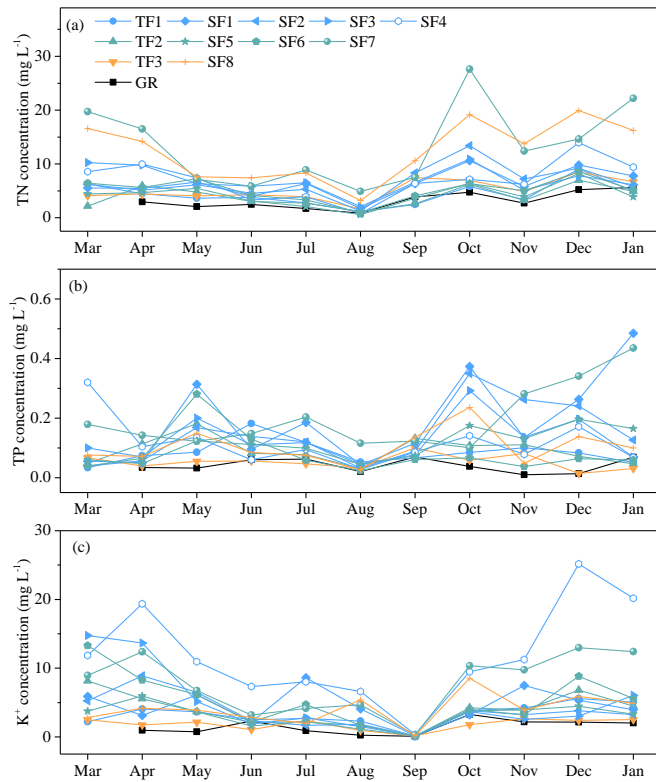 (a)
TF1 SF1 SF2 SF3 SF4
TF2 SF5 SF6 SF7
TF3 SF8
GR
TN concentration (mg L⁻¹)
30
20
10
0
Mar Apr May Jun Jul Aug Sep Oct Nov Dec Jan
(b)
TP concentration (mg L⁻¹)
0.6
0.4
0.2
0.0
Mar Apr May Jun Jul Aug Sep Oct Nov Dec Jan
(c)
K⁺ concentration (mg L⁻¹)
30
20
10
0
Mar Apr May Jun Jul Aug Sep Oct Nov Dec Jan